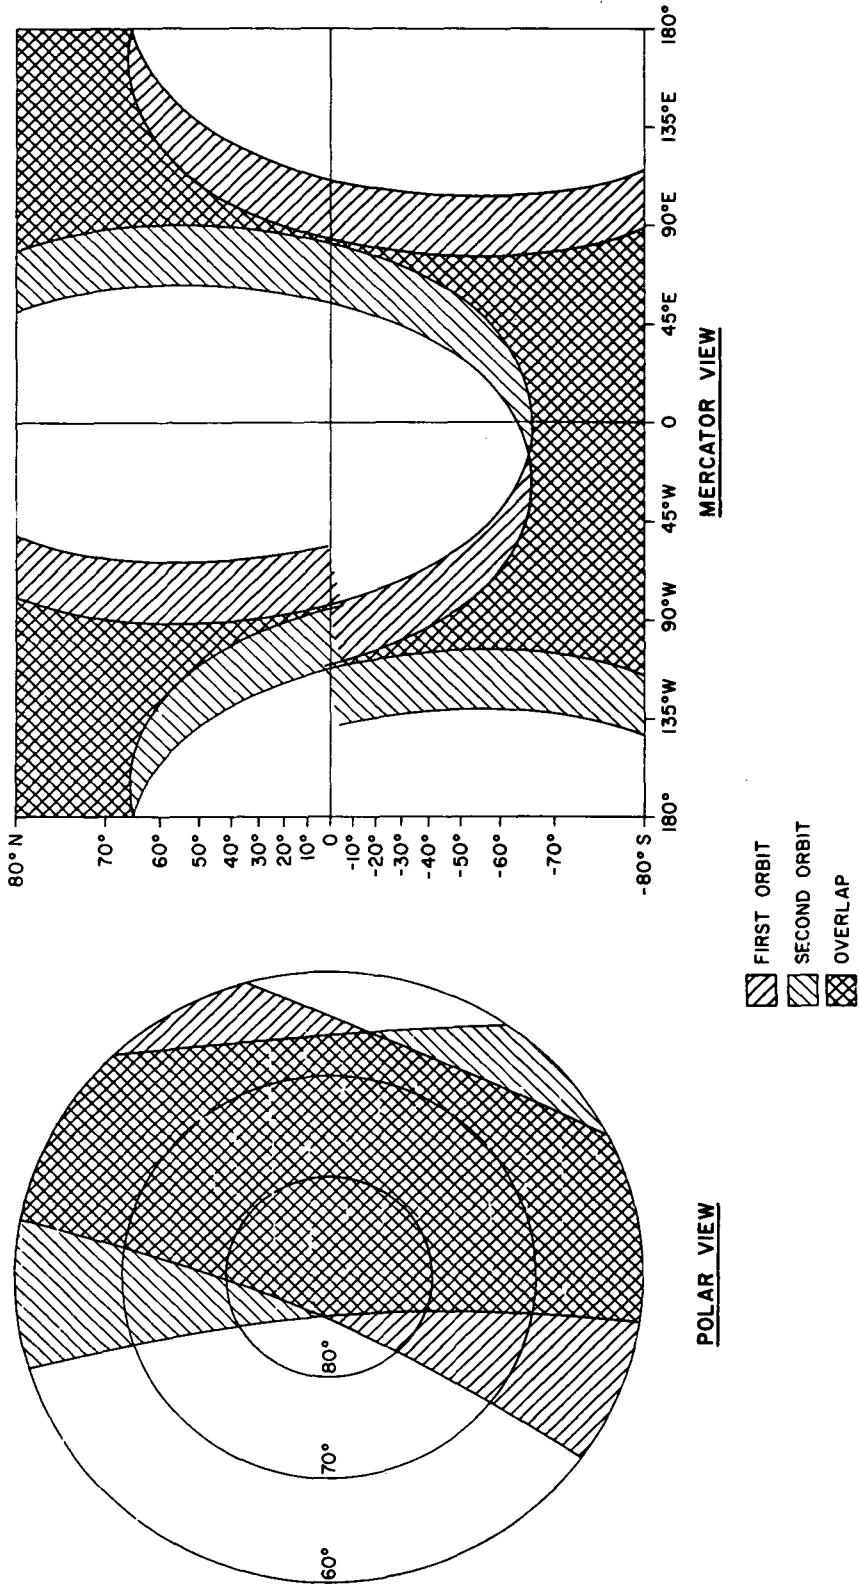 60°
70°
80°
POLAR VIEW
80° N
70°
60°
50°
40°
30°
20°
10°
0
-10°
-20°
-30°
-40°
-50°
-60°
-70°
-80° S
180°
135°W
90°W
45°W
0
45°E
90°E
135°E
180°
MERCATOR VIEW
FIRST ORBIT
SECOND ORBIT
OVERLAP